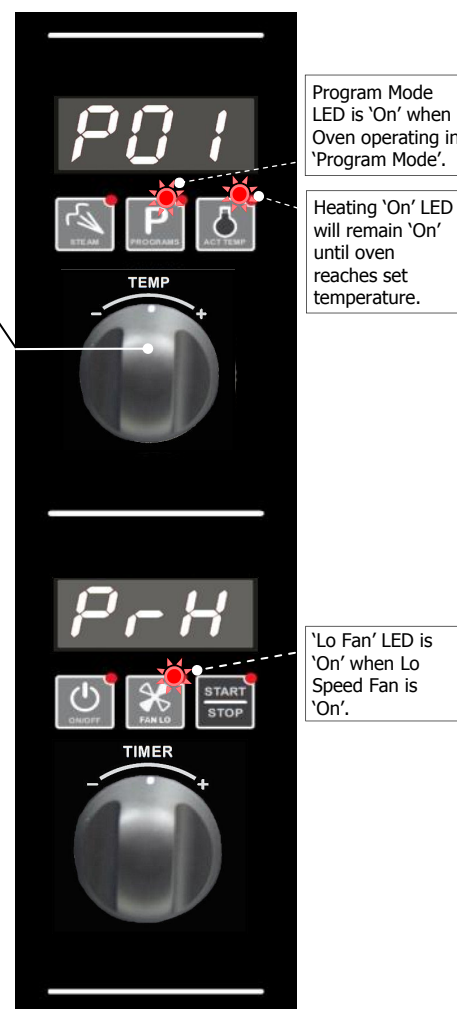 P01
Program Mode
LED is ‘On’ when
Oven operating in
‘Program Mode’.
STEAM
P
PROGRAMS
ACT TEMP
Heating ‘On’ LED
will remain ‘On’
until oven
reaches set
temperature.
TEMP
- +
PrH
‘Lo Fan’ LED is
‘On’ when Lo
Speed Fan is
‘On’.
ON/OFF
FAN LO
START
STOP
TIMER
- +